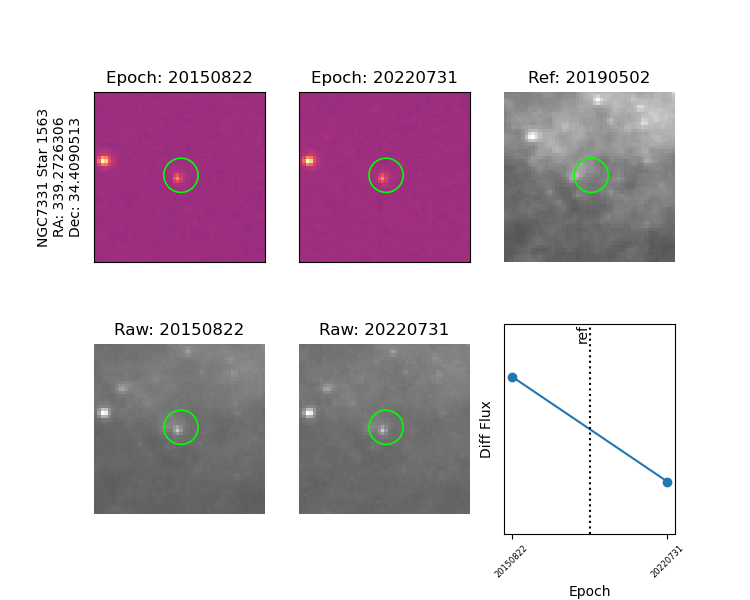 Epoch: 20150822
Epoch: 20220731
Ref: 20190502
NGC7331 Star 1563
RA: 339.2726306
Dec: 34.4090513
Raw: 20150822
Raw: 20220731
ref
Diff Flux
20150822
20220731
Epoch